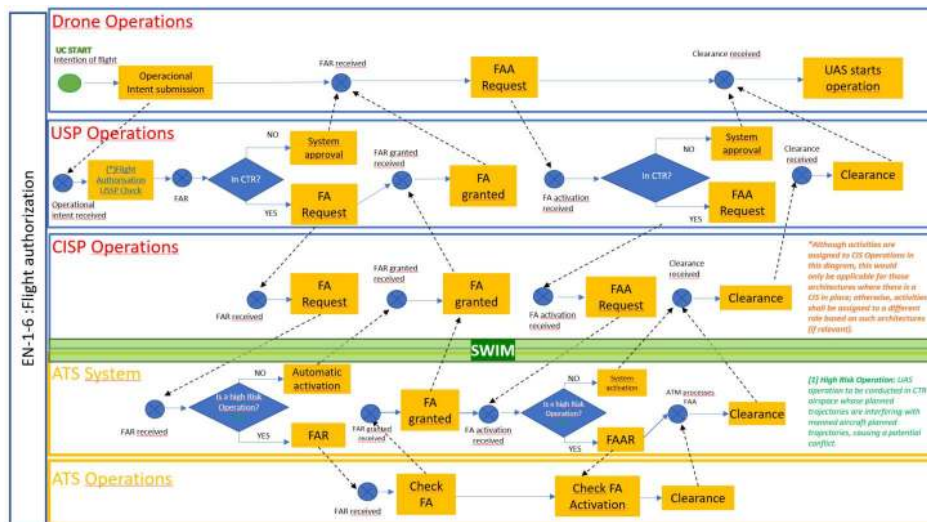 EN-1-6 :Flight authorization
Drone Operations
UC START
Intention of flight
Operacional
Intent submission
FAR received
FAA
Request
Clearance received
UAS starts
operation
USP Operations
Operational
intent received
(*)Flight
Authorisation
USSP Check
FAR
In CTR?
NO
System
approval
YES
FA
Request
FAR granted
received
FA
granted
FA activation
received
In CTR?
NO
System
approval
YES
FAA
Request
Clearance
received
Clearance
CISP Operations
FAR received
FA
Request
FAR granted
received
FA
granted
FA activation
received
FAA
Request
Clearance
received
Clearance
*Although activities are
assigned to CIS Operations in
this diagram, this would
only be applicable for those
architectures where there is a
CIS in place; otherwise, activities
shall be assigned to a different
role based on such architectures
(if relevant).
SWIM
ATS System
FAR received
Is a high Risk
Operation?
NO
Automatic
activation
YES
FAR
FAR granted
received
FA
granted
FA activation
received
Is a high Risk
Operation?
NO
System
activation
YES
FAAR
ATM processes
FAA
Clearance
[1] High Risk Operation: UAS
operation to be conducted in CTR
airspace whose planned
trajectories are interfering with
manned aircraft planned
trajectories, causing a potential
conflict.
ATS Operations
FAR received
Check
FA
Check FA
Activation
Clearance